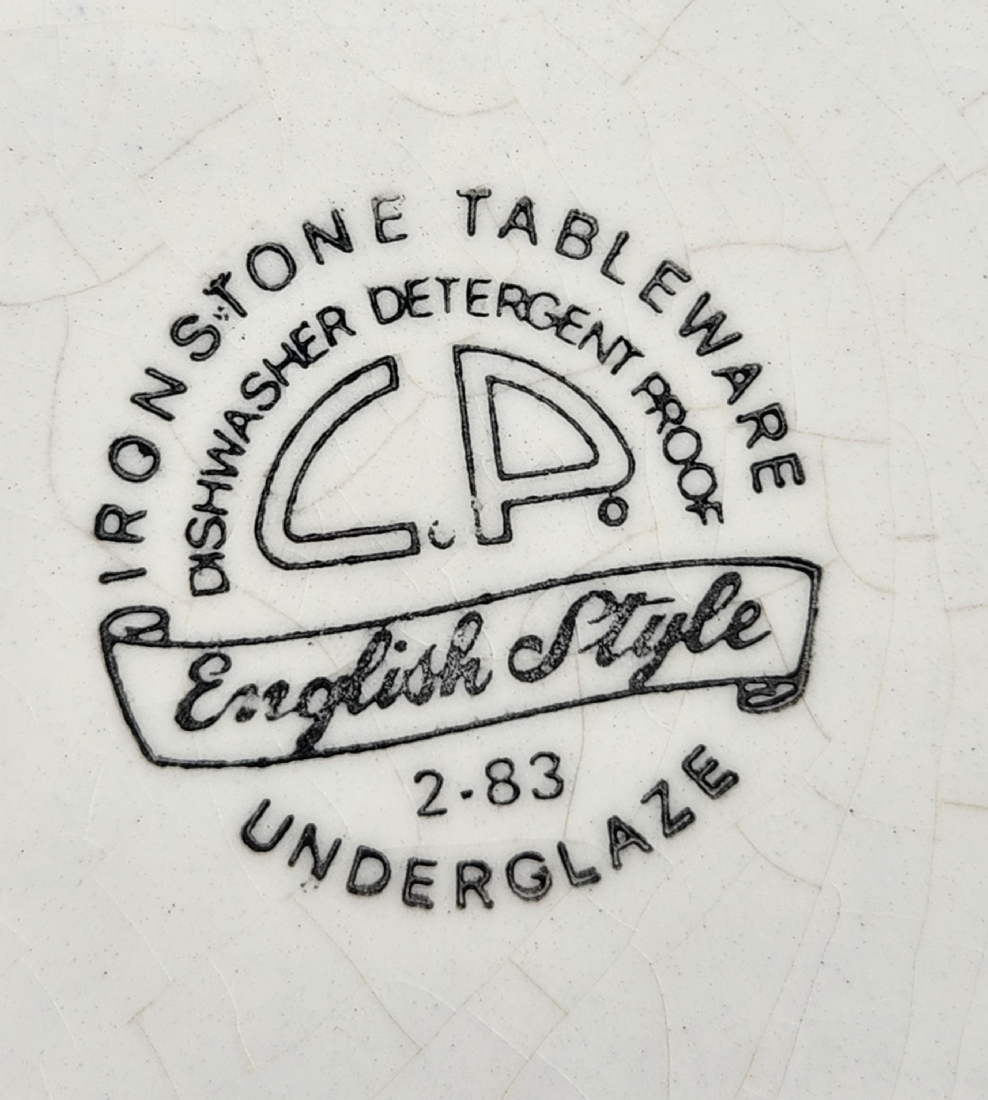 IRONSTONE TABLEWARE
DISHWASHER DETERGENT PROOF
English Style
2-83
UNDERGLAZE